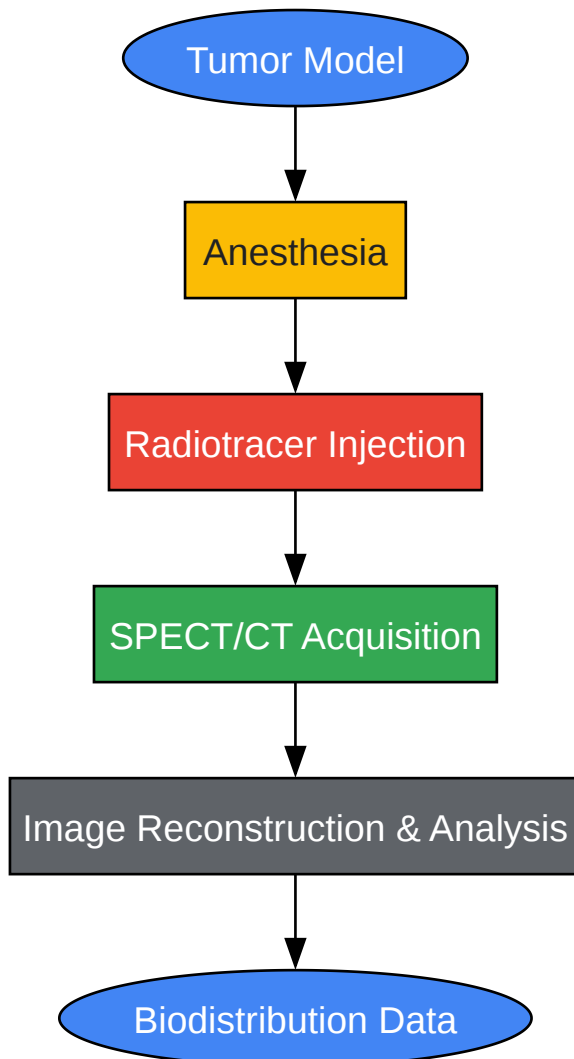 Tumor Model
Anesthesia
Radiotracer Injection
SPECT/CT Acquisition
Image Reconstruction & Analysis
Biodistribution Data